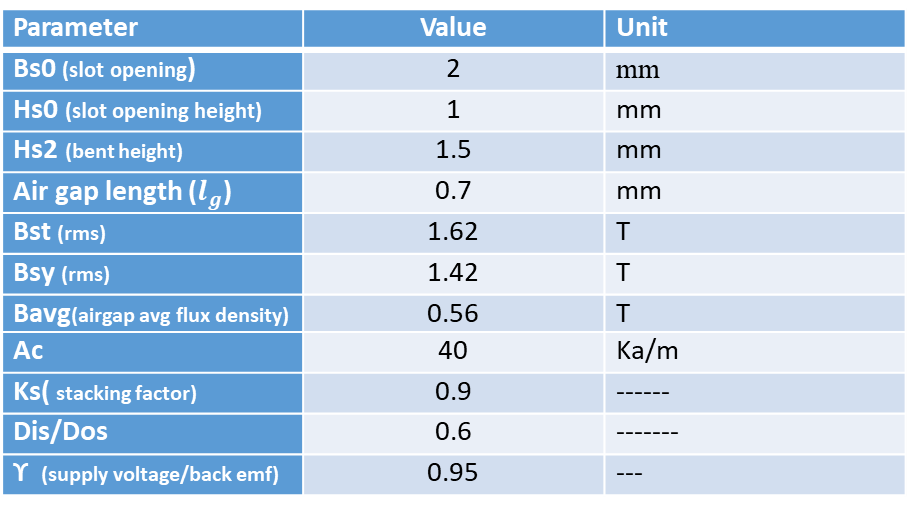 Parameter Value Unit
Bs0 (slot opening) 2 mm
Hs0 (slot opening height) 1 mm
Hs2 (bent height) 1.5 mm
Air gap length (l_g) 0.7 mm
Bst (rms) 1.62 T
Bsy (rms) 1.42 T
Bavg(airgap avg flux density) 0.56 T
Ac 40 Ka/m
Ks( stacking factor) 0.9 ------
Dis/Dos 0.6 -------
ϒ (supply voltage/back emf) 0.95 ---